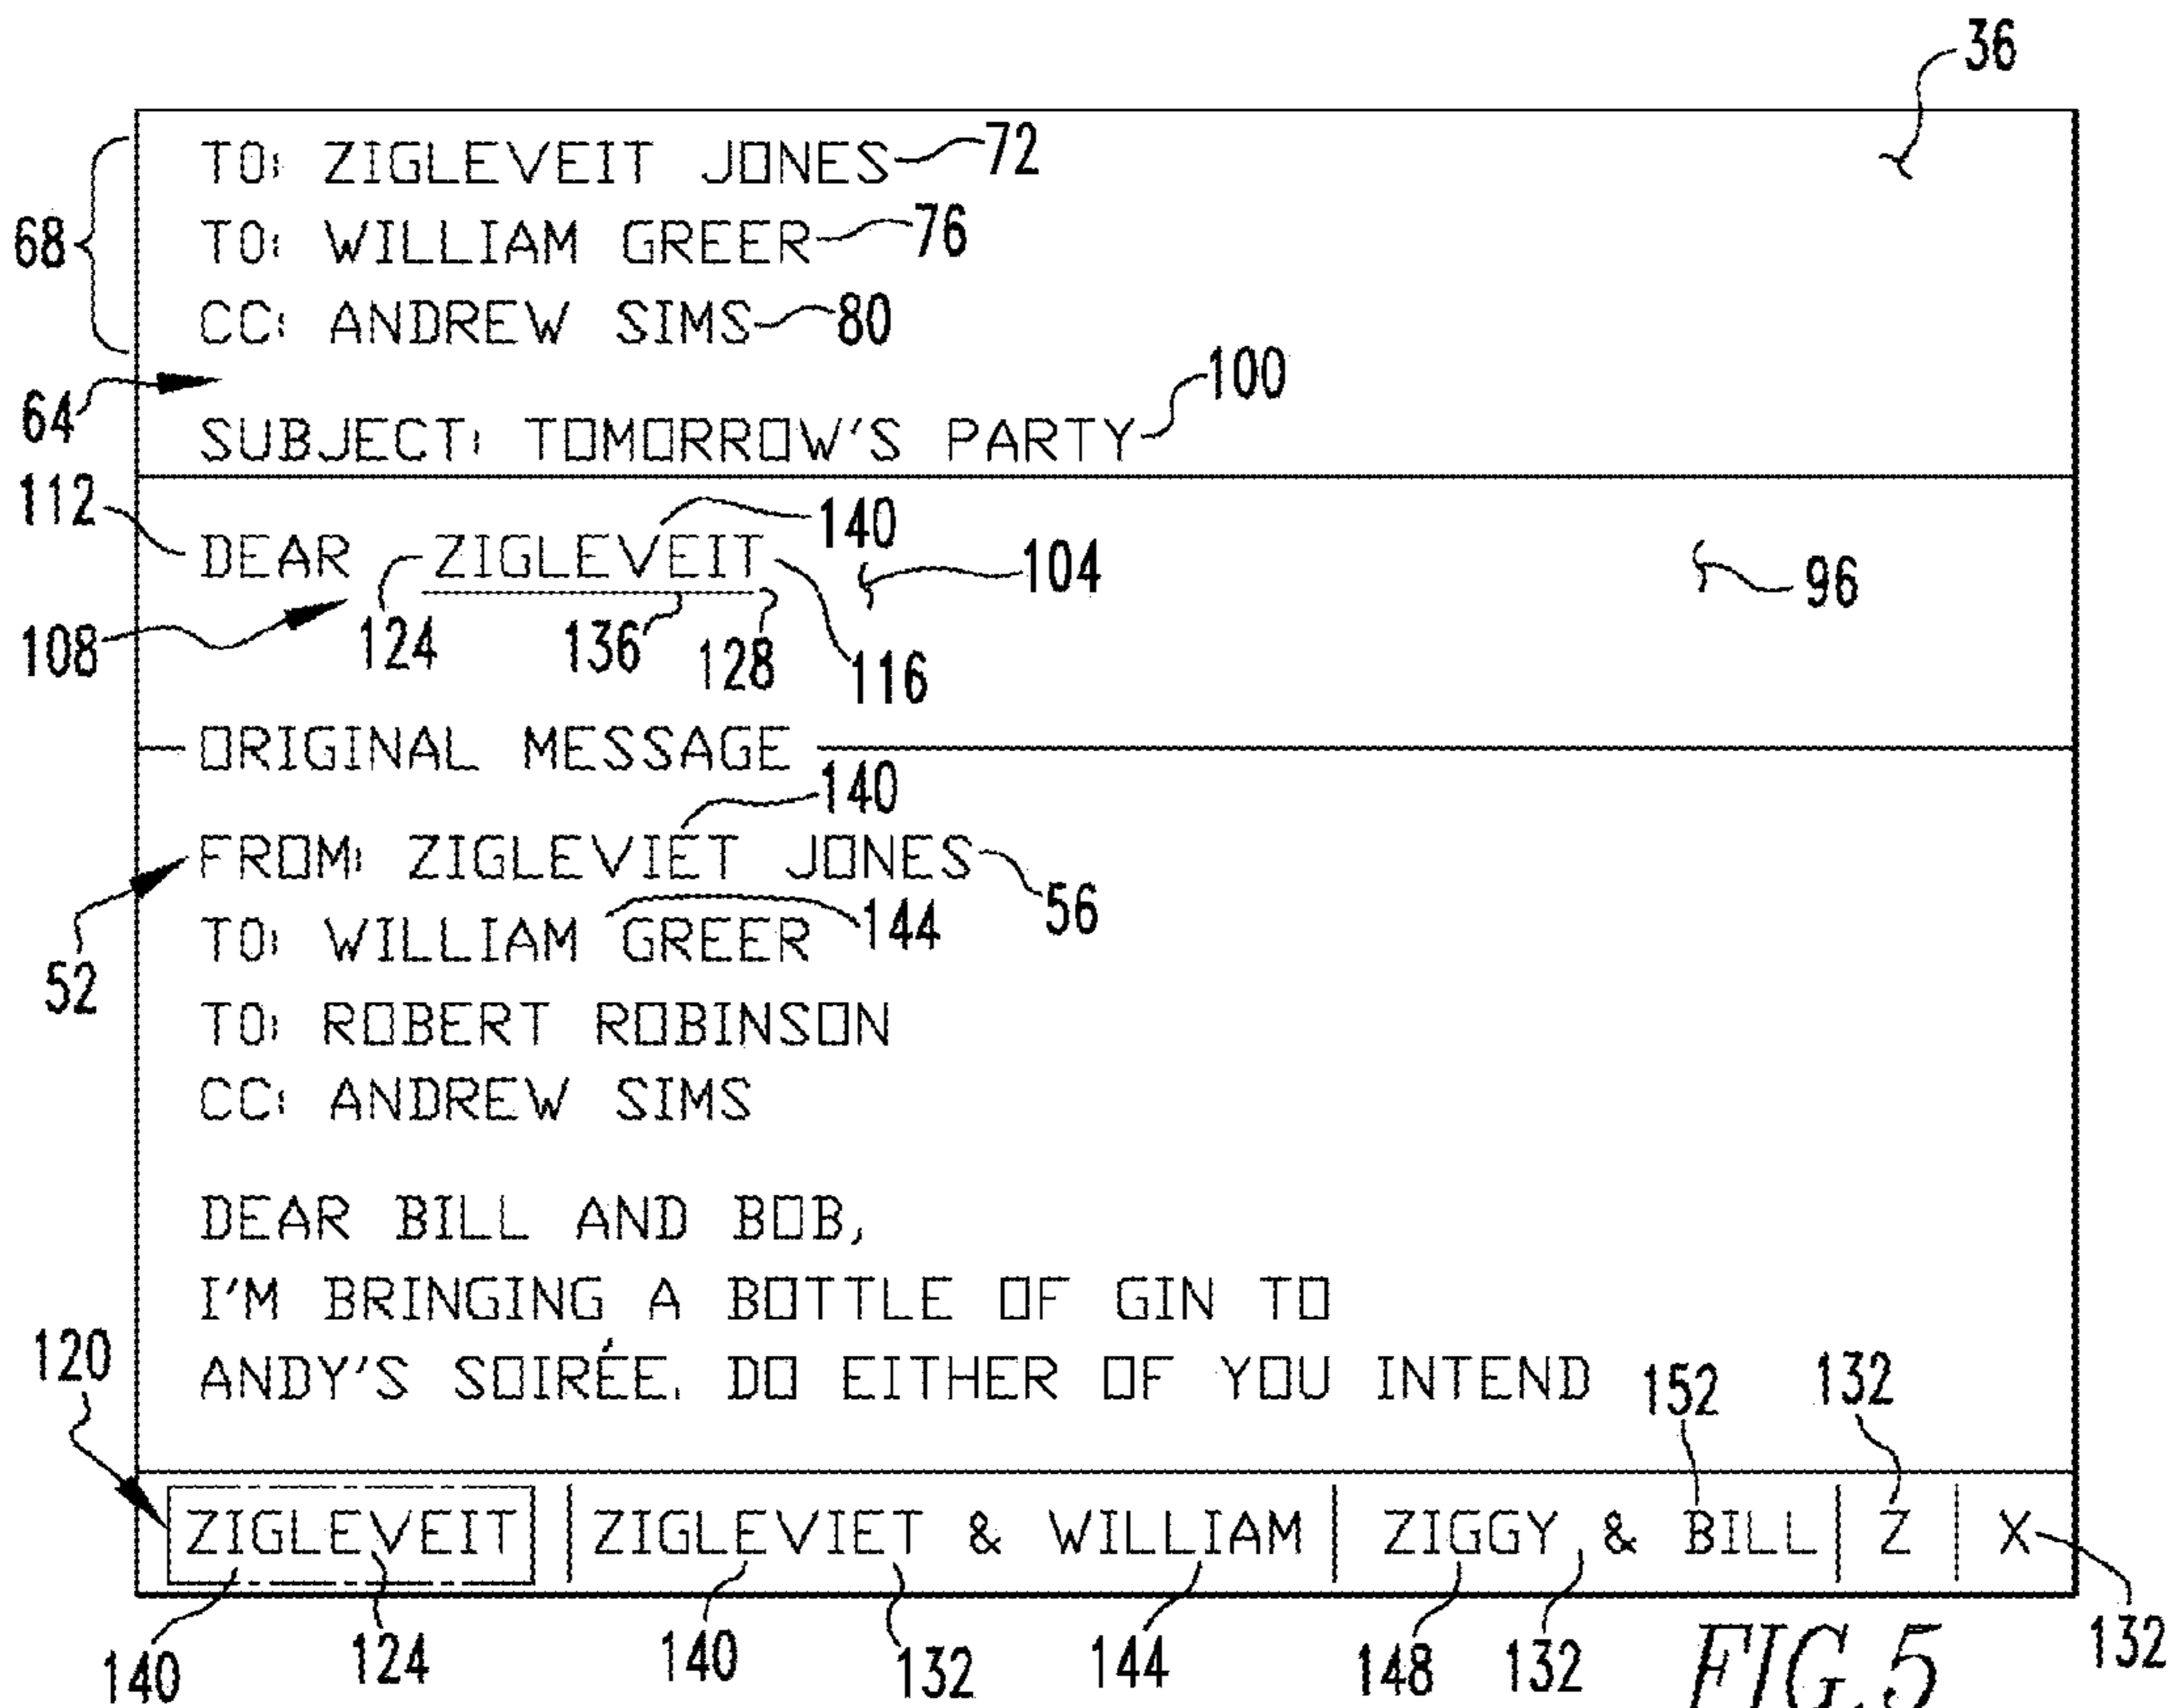 36
TO: ZIGLEVEIT JONES 72
68 TO: WILLIAM GREER 76
CC: ANDREW SIMS 80
64 100
SUBJECT: TOMORROW'S PARTY
112 140
DEAR ZIGLEVEIT 104 96
108 124 136 128 116
ORIGINAL MESSAGE
140
FROM: ZIGLEVIET JONES 56
52 TO: WILLIAM GREER 144
TO: ROBERT ROBINSON
CC: ANDREW SIMS
DEAR BILL AND BOB,
I'M BRINGING A BOTTLE OF GIN TO
120 ANDY'S SOIRÉE. DO EITHER OF YOU INTEND 152 132
ZIGLEVEIT | ZIGLEVIET & WILLIAM | ZIGGY & BILL | Z | X
140 124 140 132 144 148 132 132
FIG.5